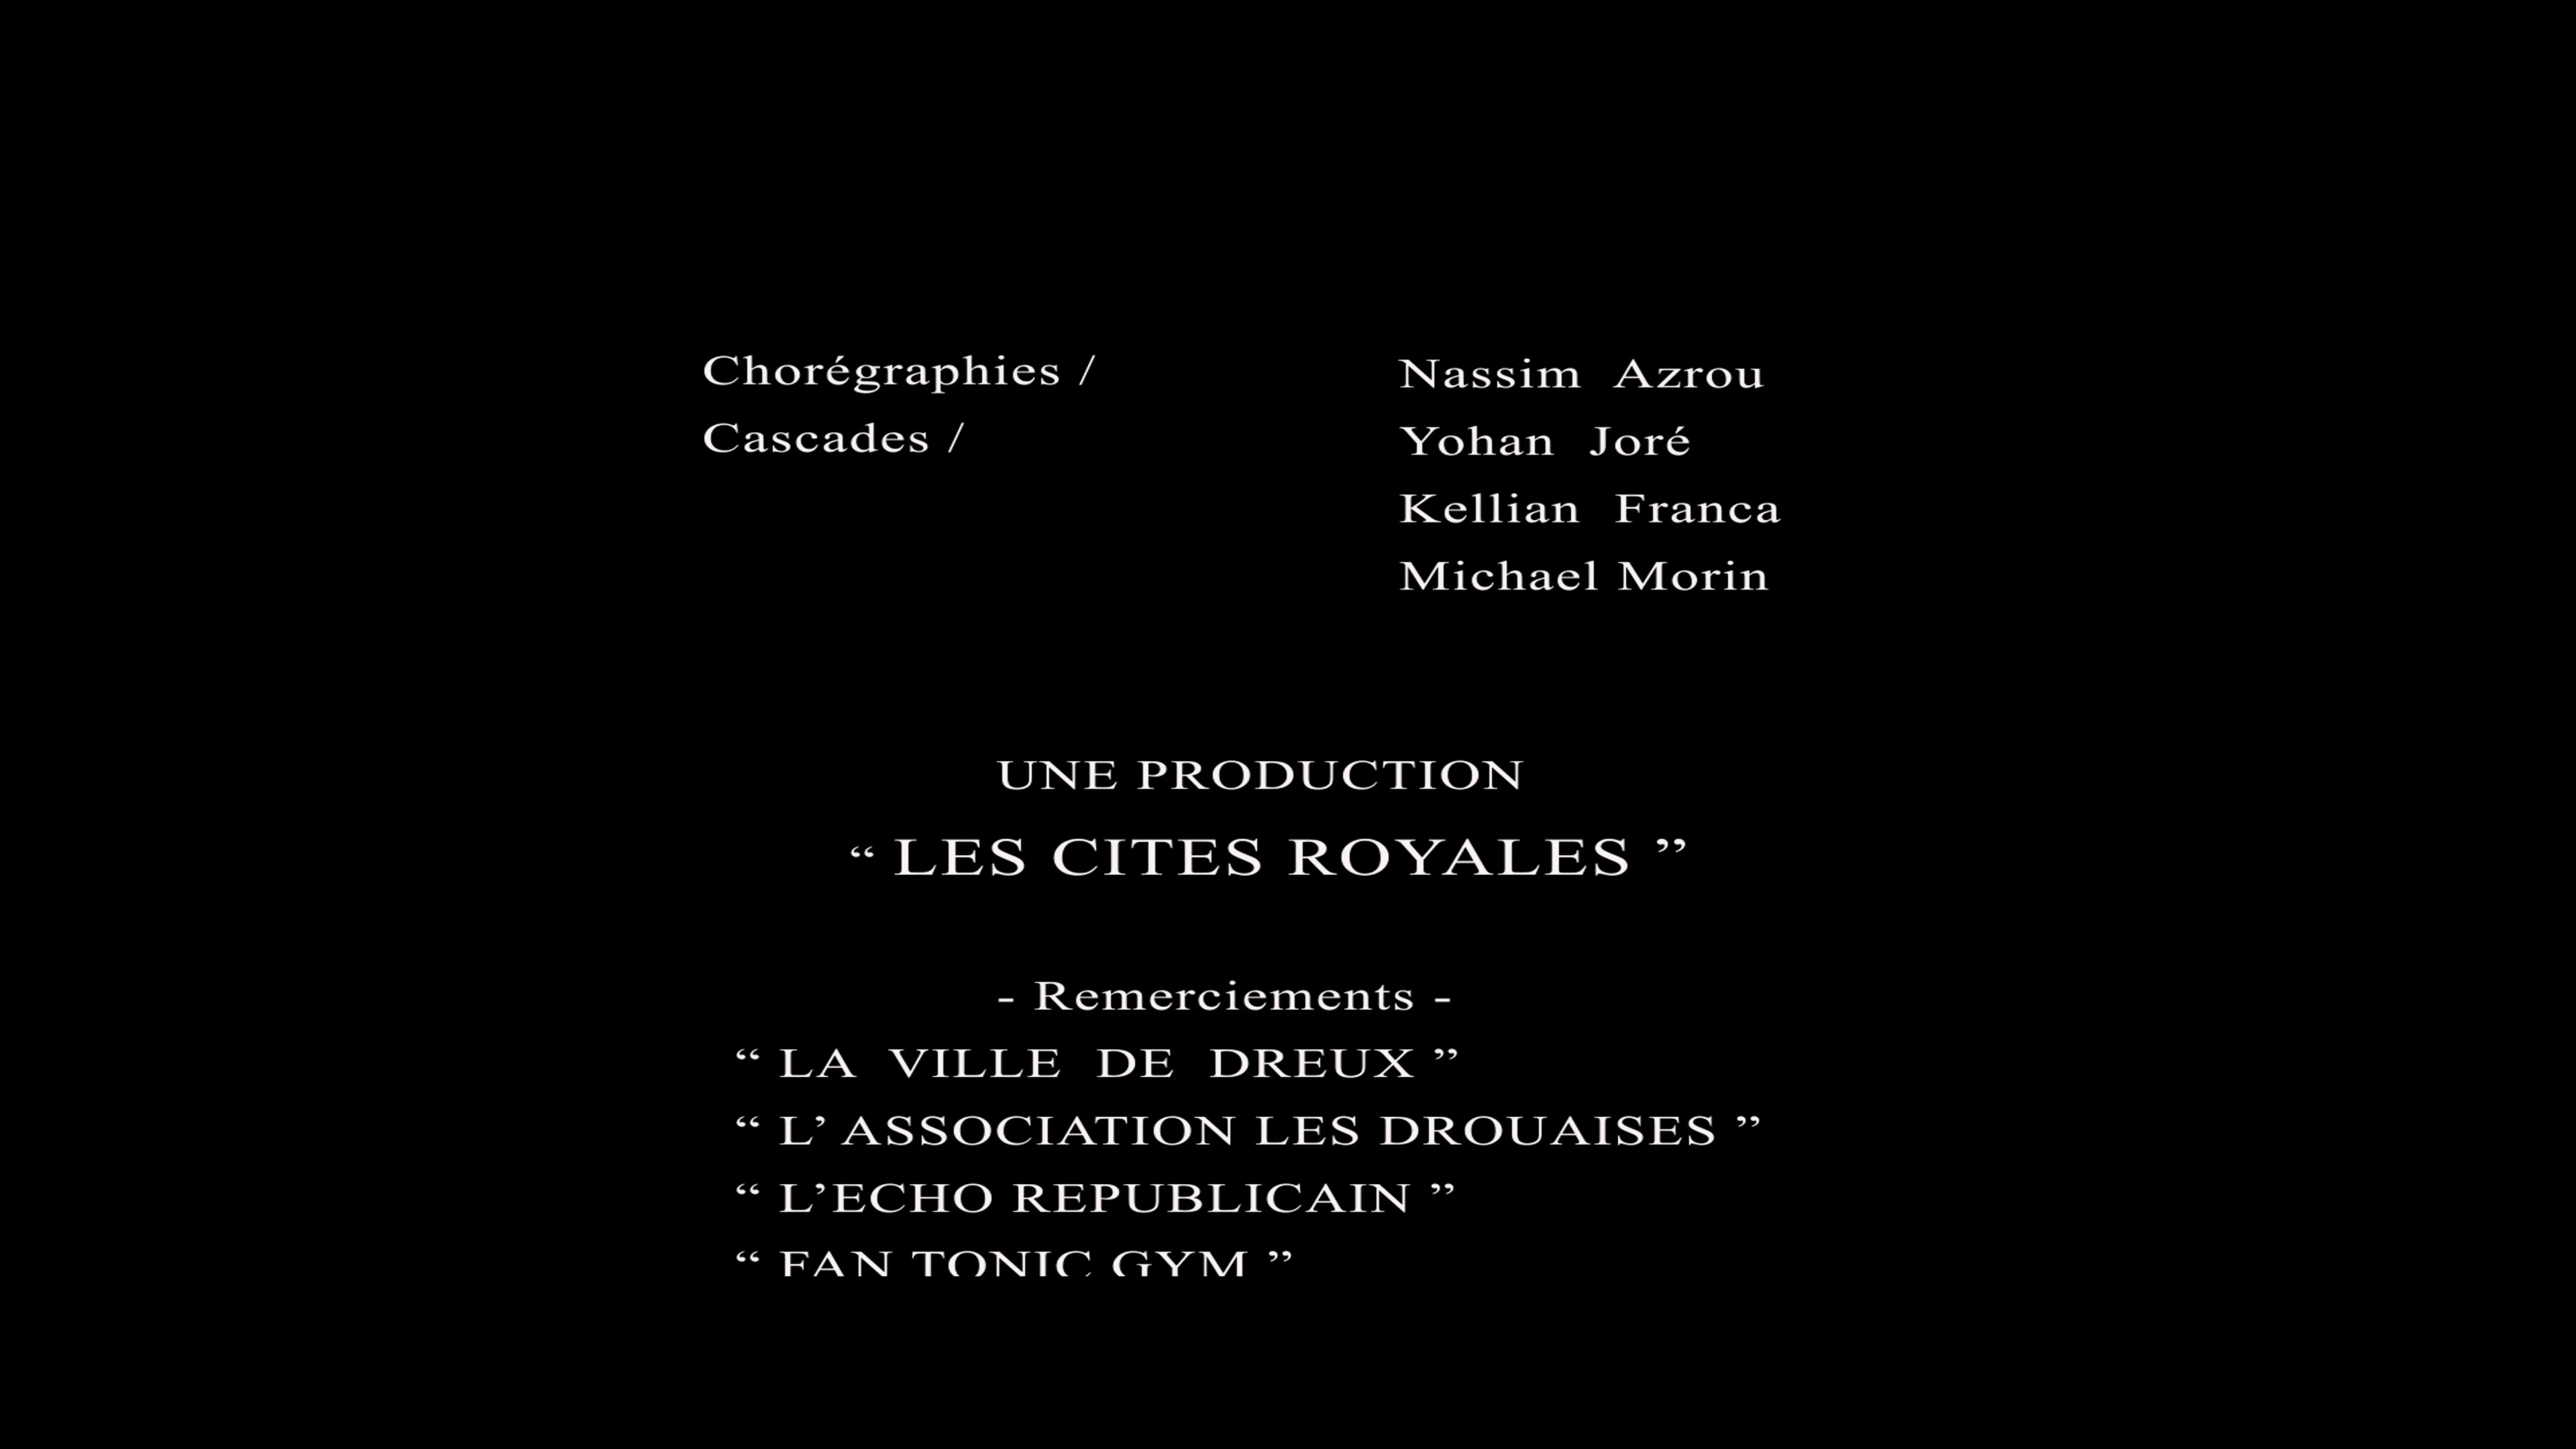 Chorégraphies / Nassim Azrou
Cascades / Yohan Joré
Kellian Franca
Michael Morin
UNE PRODUCTION
“ LES CITES ROYALES ”
- Remerciements -
“ LA VILLE DE DREUX ”
“ L’ ASSOCIATION LES DROUAISES ”
“ L’ECHO REPUBLICAIN ”
“ FAN TONIC GYM ”